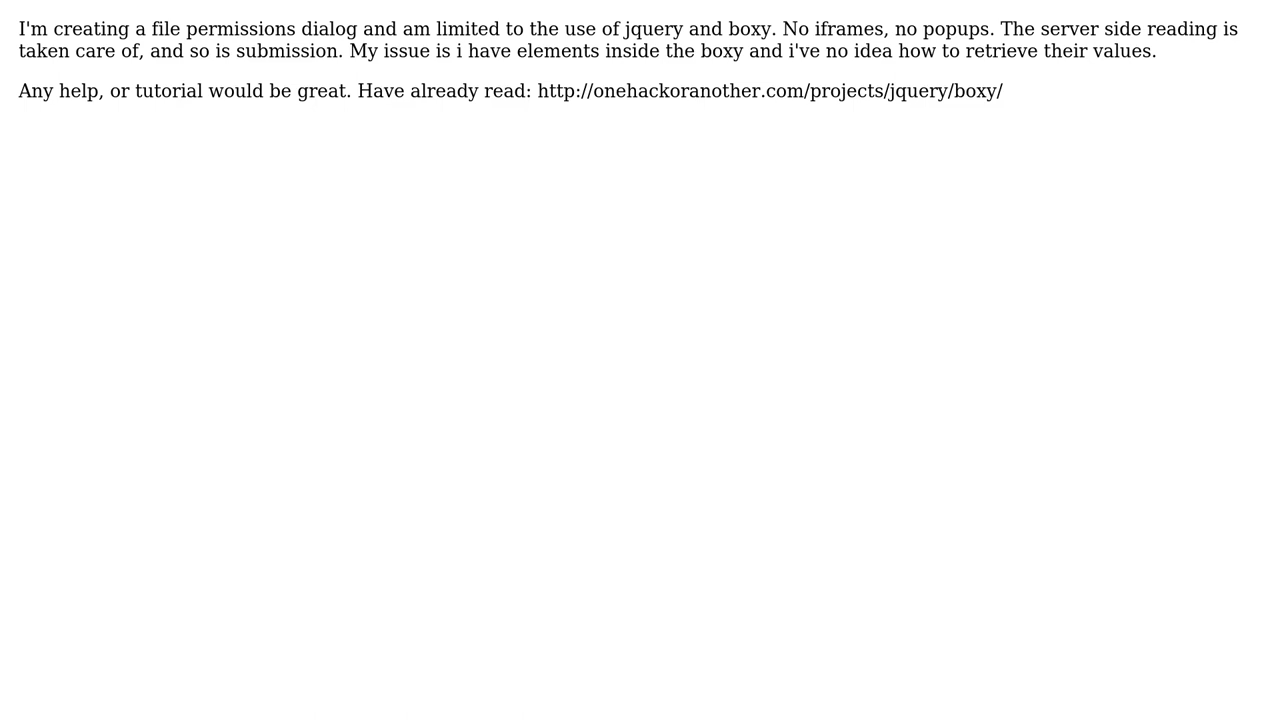 I'm creating a file permissions dialog and am limited to the use of jquery and boxy. No iframes, no popups. The server side reading is
taken care of, and so is submission. My issue is i have elements inside the boxy and i've no idea how to retrieve their values.
Any help, or tutorial would be great. Have already read: http://onehackoranother.com/projects/jquery/boxy/